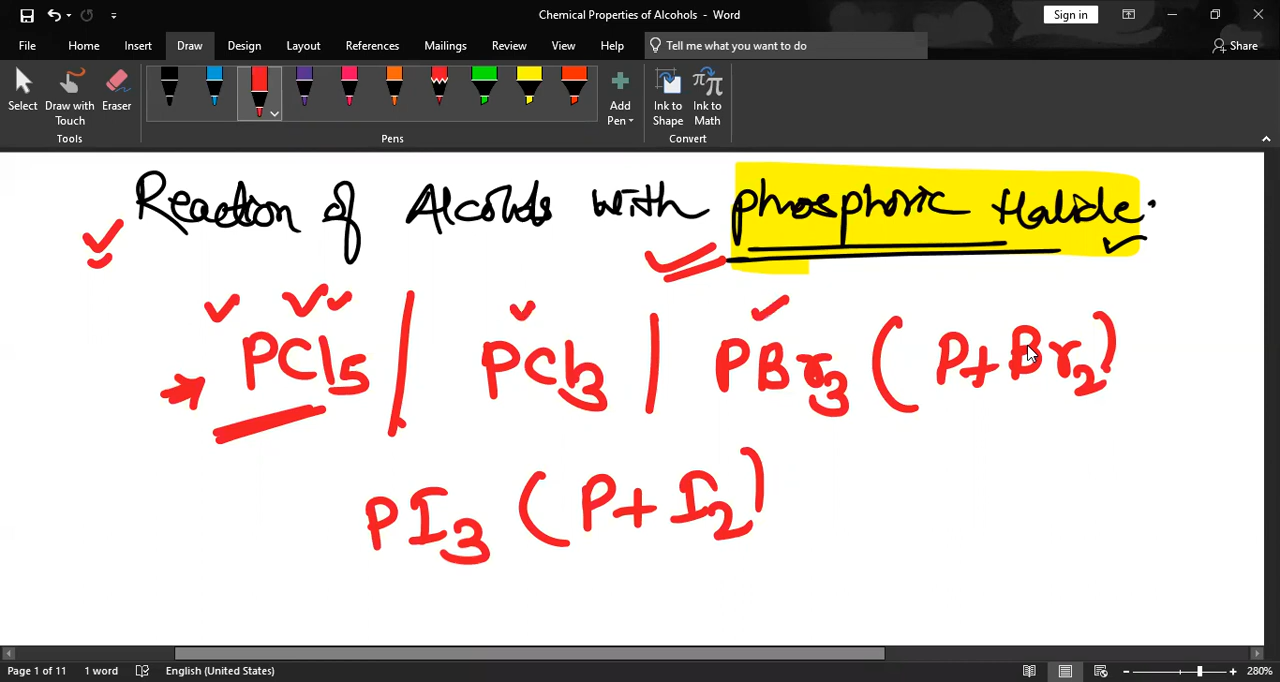 Chemical Properties of Alcohols - Word
Sign in
File Home Insert Draw Design Layout References Mailings Review View Help Tell me what you want to do Share
Select Draw with Touch Eraser Add Pen Ink to Shape Ink to Math
Tools Pens Convert
Reaction of Alcohols with phosphoric Halide.
PCl5 | PCl3 | PBr3 (P+Br2)
PI3 (P+I2)
Page 1 of 11 1 word English (United States) 280%